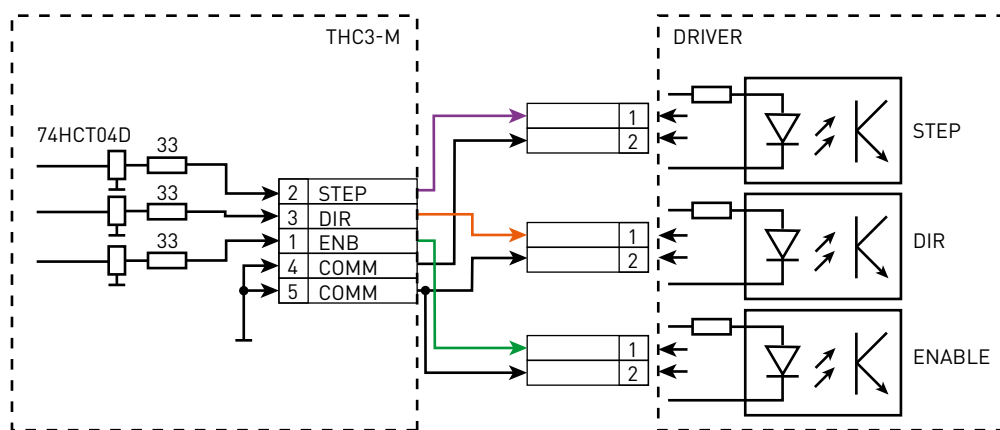 THC3-M
DRIVER
74HCT04D
33
33
33
2 STEP
3 DIR
1 ENB
4 COMM
5 COMM
1
2
STEP
1
2
DIR
1
2
ENABLE